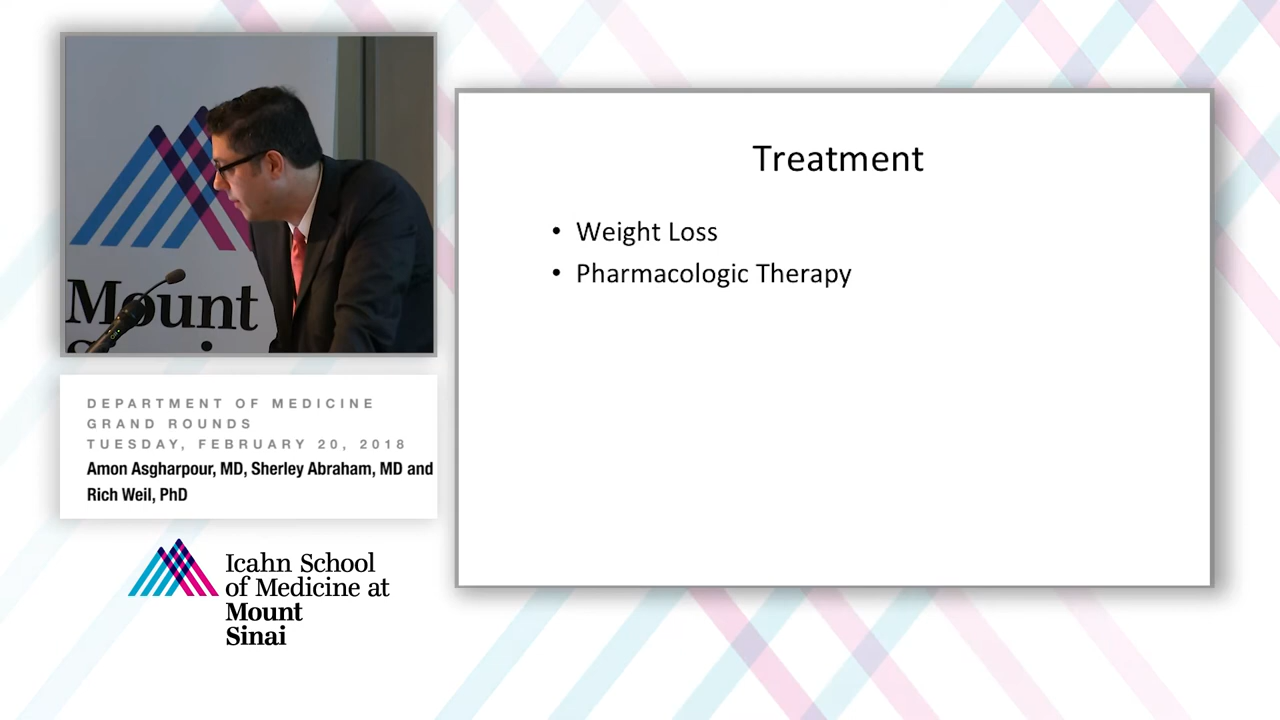 Mount
DEPARTMENT OF MEDICINE
GRAND ROUNDS
TUESDAY, FEBRUARY 20, 2018
Amon Asgharpour, MD, Sherley Abraham, MD and
Rich Weil, PhD
Icahn School
of Medicine at
Mount
Sinai
Treatment
• Weight Loss
• Pharmacologic Therapy